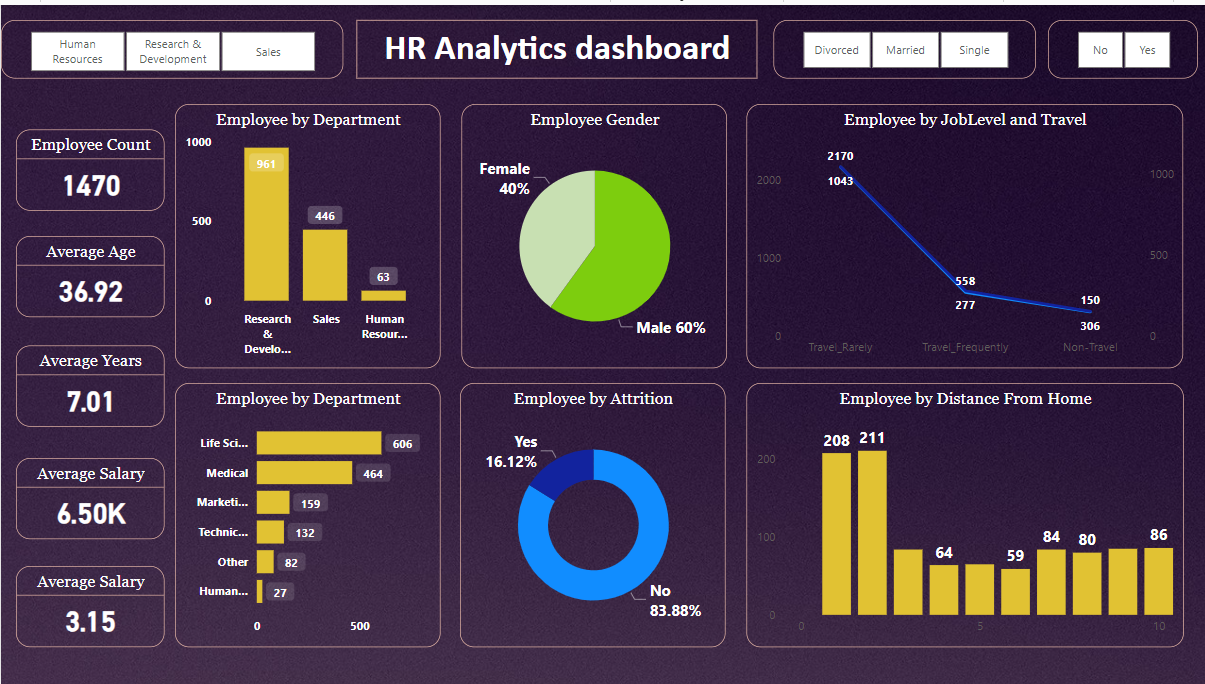 Human
Resources
Research &
Development
Sales
HR Analytics dashboard
Divorced
Married
Single
No
Yes
Employee Count
1470
Average Age
36.92
Average Years
7.01
Average Salary
6.50K
Average Salary
3.15
Employee by Department
1000
500
0
961
446
63
Research
&
Develo...
Sales
Human
Resour...
Employee Gender
Female
40%
Male 60%
Employee by JobLevel and Travel
2000
1000
0
1000
500
0
2170
1043
558
277
150
306
Travel_Rarely
Travel_Frequently
Non-Travel
Employee by Department
Life Sci...
606
Medical
464
Marketi...
159
Technic...
132
Other
82
Human...
27
0
500
Employee by Attrition
Yes
16.12%
No
83.88%
Employee by Distance From Home
200
100
0
208
211
64
59
84
80
86
0
5
10